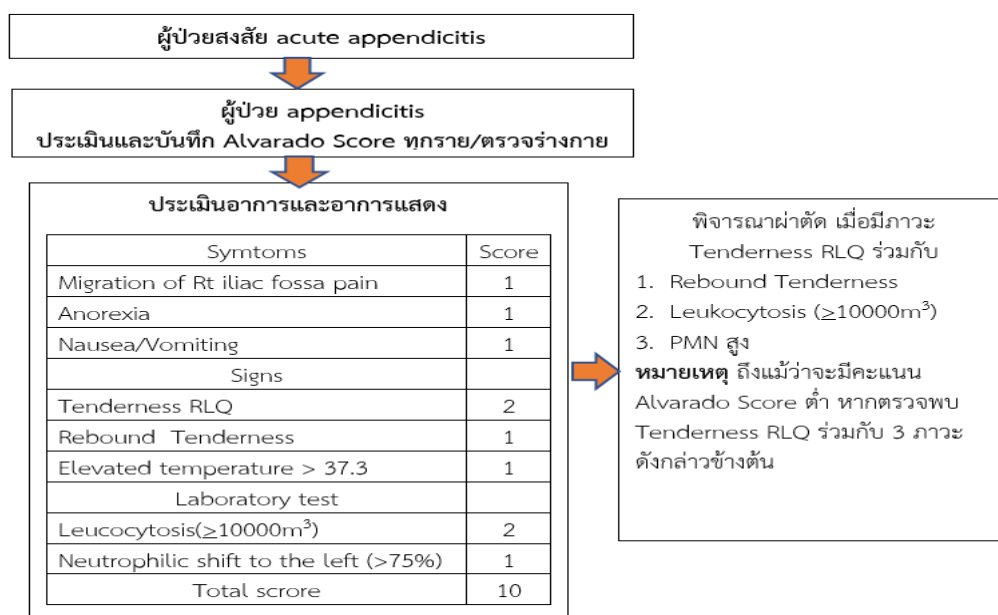 ผู้ป่วยสงสัย acute appendicitis
ผู้ป่วย appendicitis
ประเมินและบันทึก Alvarado Score ทุกราย/ตรวจร่างกาย
ประเมินอาการและอาการแสดง
Symtoms Score
Migration of Rt iliac fossa pain 1
Anorexia 1
Nausea/Vomiting 1
Signs
Tenderness RLQ 2
Rebound Tenderness 1
Elevated temperature > 37.3 1
Laboratory test
Leucocytosis(≥10000m³) 2
Neutrophilic shift to the left (>75%) 1
Total scrore 10
พิจารณาผ่าตัด เมื่อมีภาวะ
Tenderness RLQ ร่วมกับ
1. Rebound Tenderness
2. Leukocytosis (≥10000m³)
3. PMN สูง
หมายเหตุ ถึงแม้ว่าจะมีคะแนน
Alvarado Score ต่ำ หากตรวจพบ
Tenderness RLQ ร่วมกับ 3 ภาวะ
ดังกล่าวข้างต้น